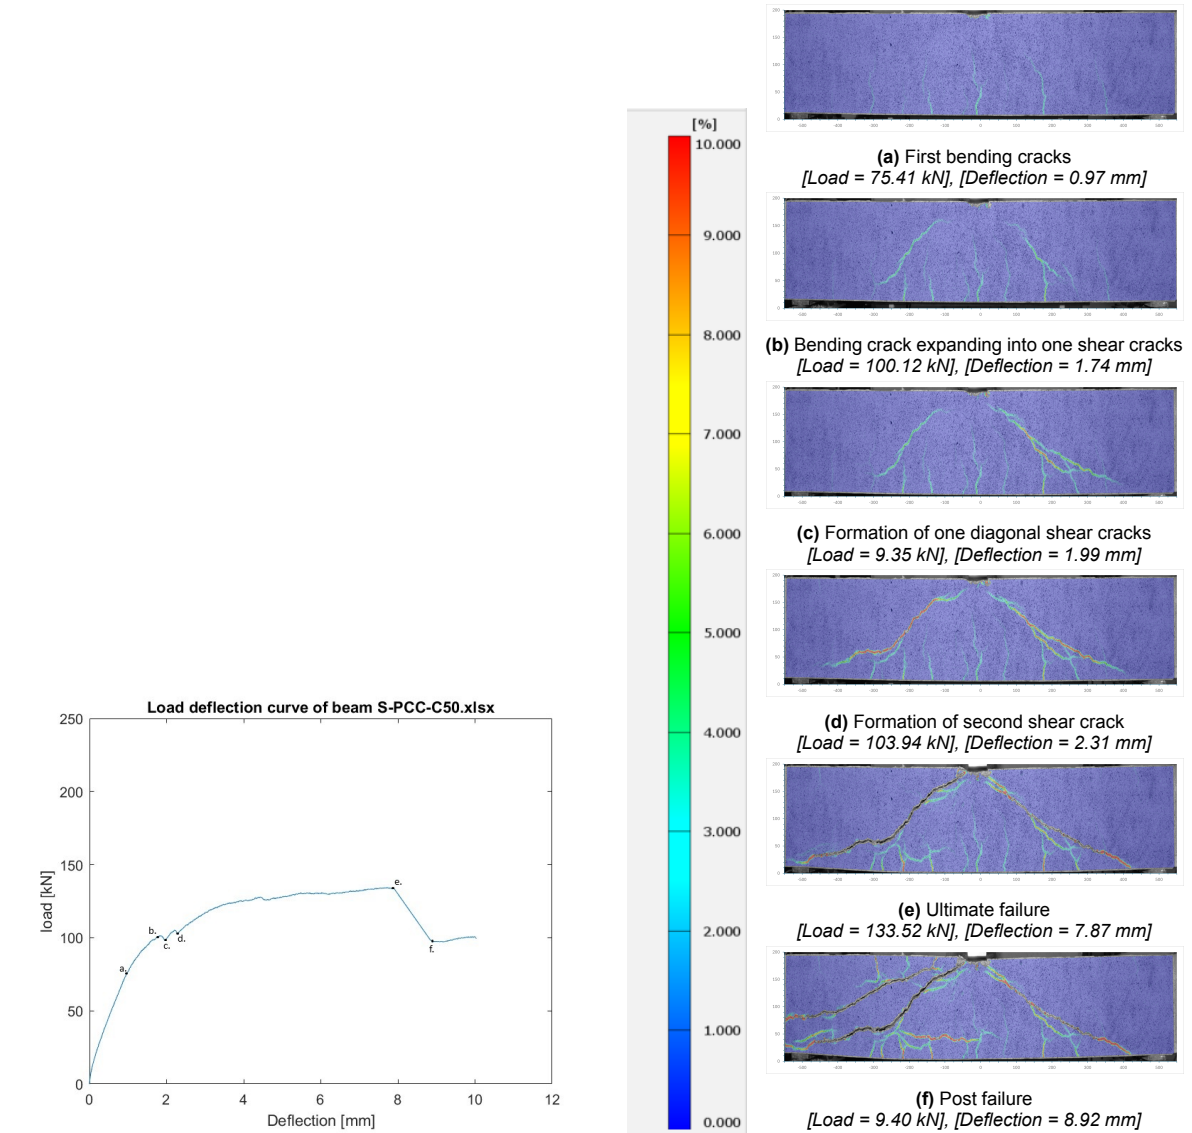 Load deflection curve of beam S-PCC-C50.xlsx
250
200
150
100
50
0
load [kN]
a.
b.
c.
d.
e.
f.
0 2 4 6 8 10 12
Deflection [mm]
[%]
10.000
9.000
8.000
7.000
6.000
5.000
4.000
3.000
2.000
1.000
0.000
(a) First bending cracks
[Load = 75.41 kN], [Deflection = 0.97 mm]
(b) Bending crack expanding into one shear cracks
[Load = 100.12 kN], [Deflection = 1.74 mm]
(c) Formation of one diagonal shear cracks
[Load = 9.35 kN], [Deflection = 1.99 mm]
(d) Formation of second shear crack
[Load = 103.94 kN], [Deflection = 2.31 mm]
(e) Ultimate failure
[Load = 133.52 kN], [Deflection = 7.87 mm]
(f) Post failure
[Load = 9.40 kN], [Deflection = 8.92 mm]